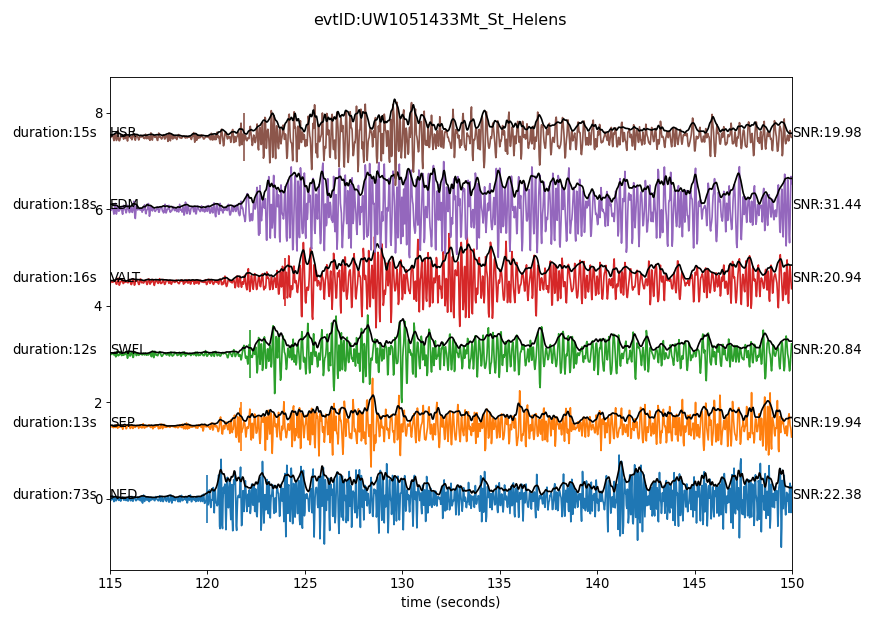 evtID:UW1051433Mt_St_Helens
8
duration:15s HSR SNR:19.98
duration:18s EDM SNR:31.44
6
duration:16s VALT SNR:20.94
4
duration:12s SWFL SNR:20.84
2
duration:13s SEP SNR:19.94
duration:73s NED SNR:22.38
0
115 120 125 130 135 140 145 150
time (seconds)